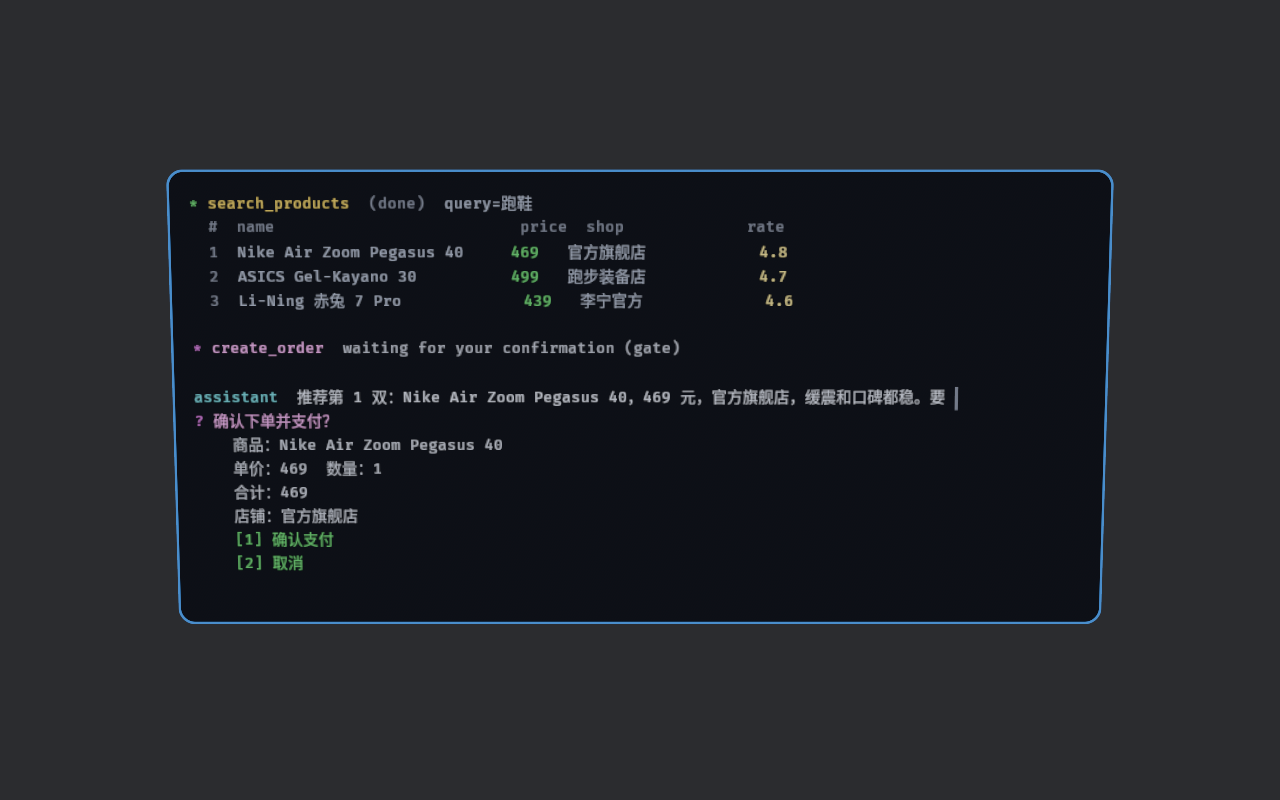 * search_products (done) query=跑鞋
# name price shop rate
1 Nike Air Zoom Pegasus 40 469 官方旗舰店 4.8
2 ASICS Gel-Kayano 30 499 跑步装备店 4.7
3 Li-Ning 赤兔 7 Pro 439 李宁官方 4.6
* create_order waiting for your confirmation (gate)
assistant 推荐第 1 双: Nike Air Zoom Pegasus 40, 469 元, 官方旗舰店, 缓震和口碑都稳。要
? 确认下单并支付?
商品: Nike Air Zoom Pegasus 40
单价: 469 数量: 1
合计: 469
店铺: 官方旗舰店
[1] 确认支付
[2] 取消